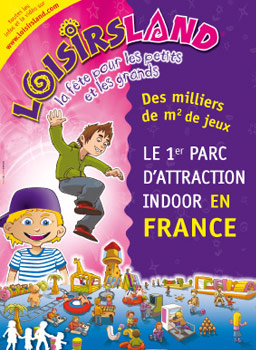 toutes les
infos et la vidéo sur
www.loisirsland.com
LOISIRSLAND
la fête pour les petits
et les grands
Des milliers
de m² de jeux
LE 1er PARC
D'ATTRACTION
INDOOR EN
FRANCE